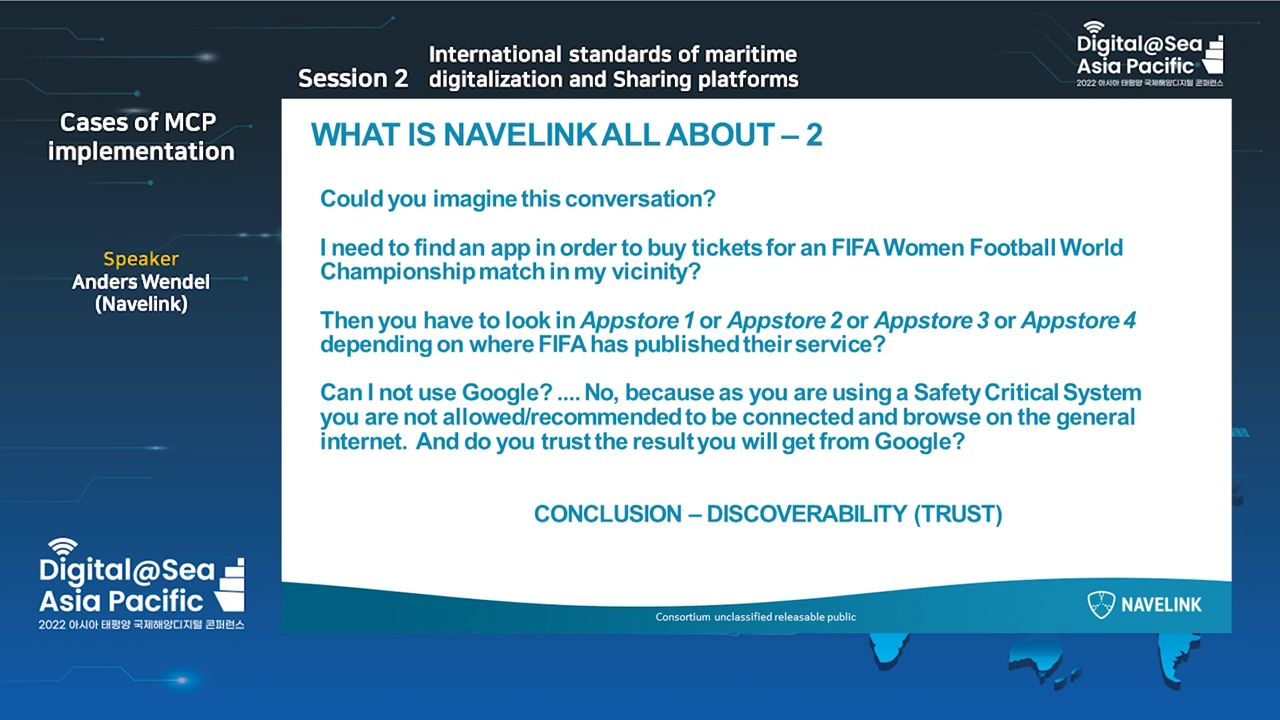 Session 2
International standards of maritime
digitalization and Sharing platforms
Digital@Sea
Asia Pacific
2022 아시아 태평양 국제해양디지털 콘퍼런스
Cases of MCP
implementation
Speaker
Anders Wendel
(Navelink)
WHAT IS NAVELINK ALL ABOUT – 2
Could you imagine this conversation?
I need to find an app in order to buy tickets for an FIFA Women Football World
Championship match in my vicinity?
Then you have to look in Appstore 1 or Appstore 2 or Appstore 3 or Appstore 4
depending on where FIFA has published their service?
Can I not use Google? .... No, because as you are using a Safety Critical System
you are not allowed/recommended to be connected and browse on the general
internet. And do you trust the result you will get from Google?
CONCLUSION – DISCOVERABILITY (TRUST)
Consortium unclassified releasable public
NAVELINK
Digital@Sea
Asia Pacific
2022 아시아 태평양 국제해양디지털 콘퍼런스